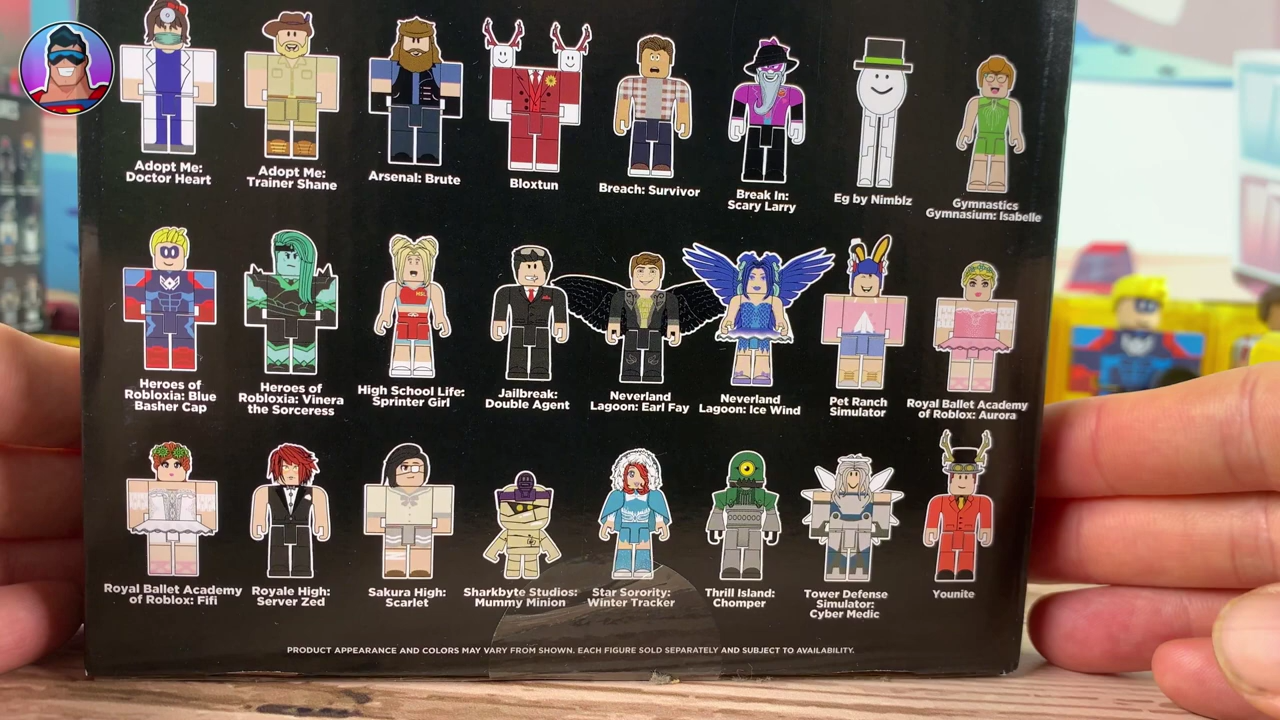 Adopt Me:
Doctor Heart
Adopt Me:
Trainer Shane
Arsenal: Brute
Bloxtun
Breach: Survivor
Break In:
Scary Larry
Eg by Nimblz
Gymnastics
Gymnasium: Isabelle
Heroes of
Robloxia: Blue
Basher Cap
Heroes of
Robloxia: Vinera
the Sorceress
HSL
High School Life:
Sprinter Girl
Jailbreak:
Double Agent
Neverland
Lagoon: Earl Fay
Neverland
Lagoon: Ice Wind
Pet Ranch
Simulator
Royal Ballet Academy
of Roblox: Aurora
Royal Ballet Academy
of Roblox: Fifi
Royale High:
Server Zed
Sakura High:
Scarlet
Sharkbyte Studios:
Mummy Minion
Star Sorority:
Winter Tracker
Thrill Island:
Chomper
Tower Defense
Simulator:
Cyber Medic
Younite
PRODUCT APPEARANCE AND COLORS MAY VARY FROM SHOWN. EACH FIGURE SOLD SEPARATELY AND SUBJECT TO AVAILABILITY.